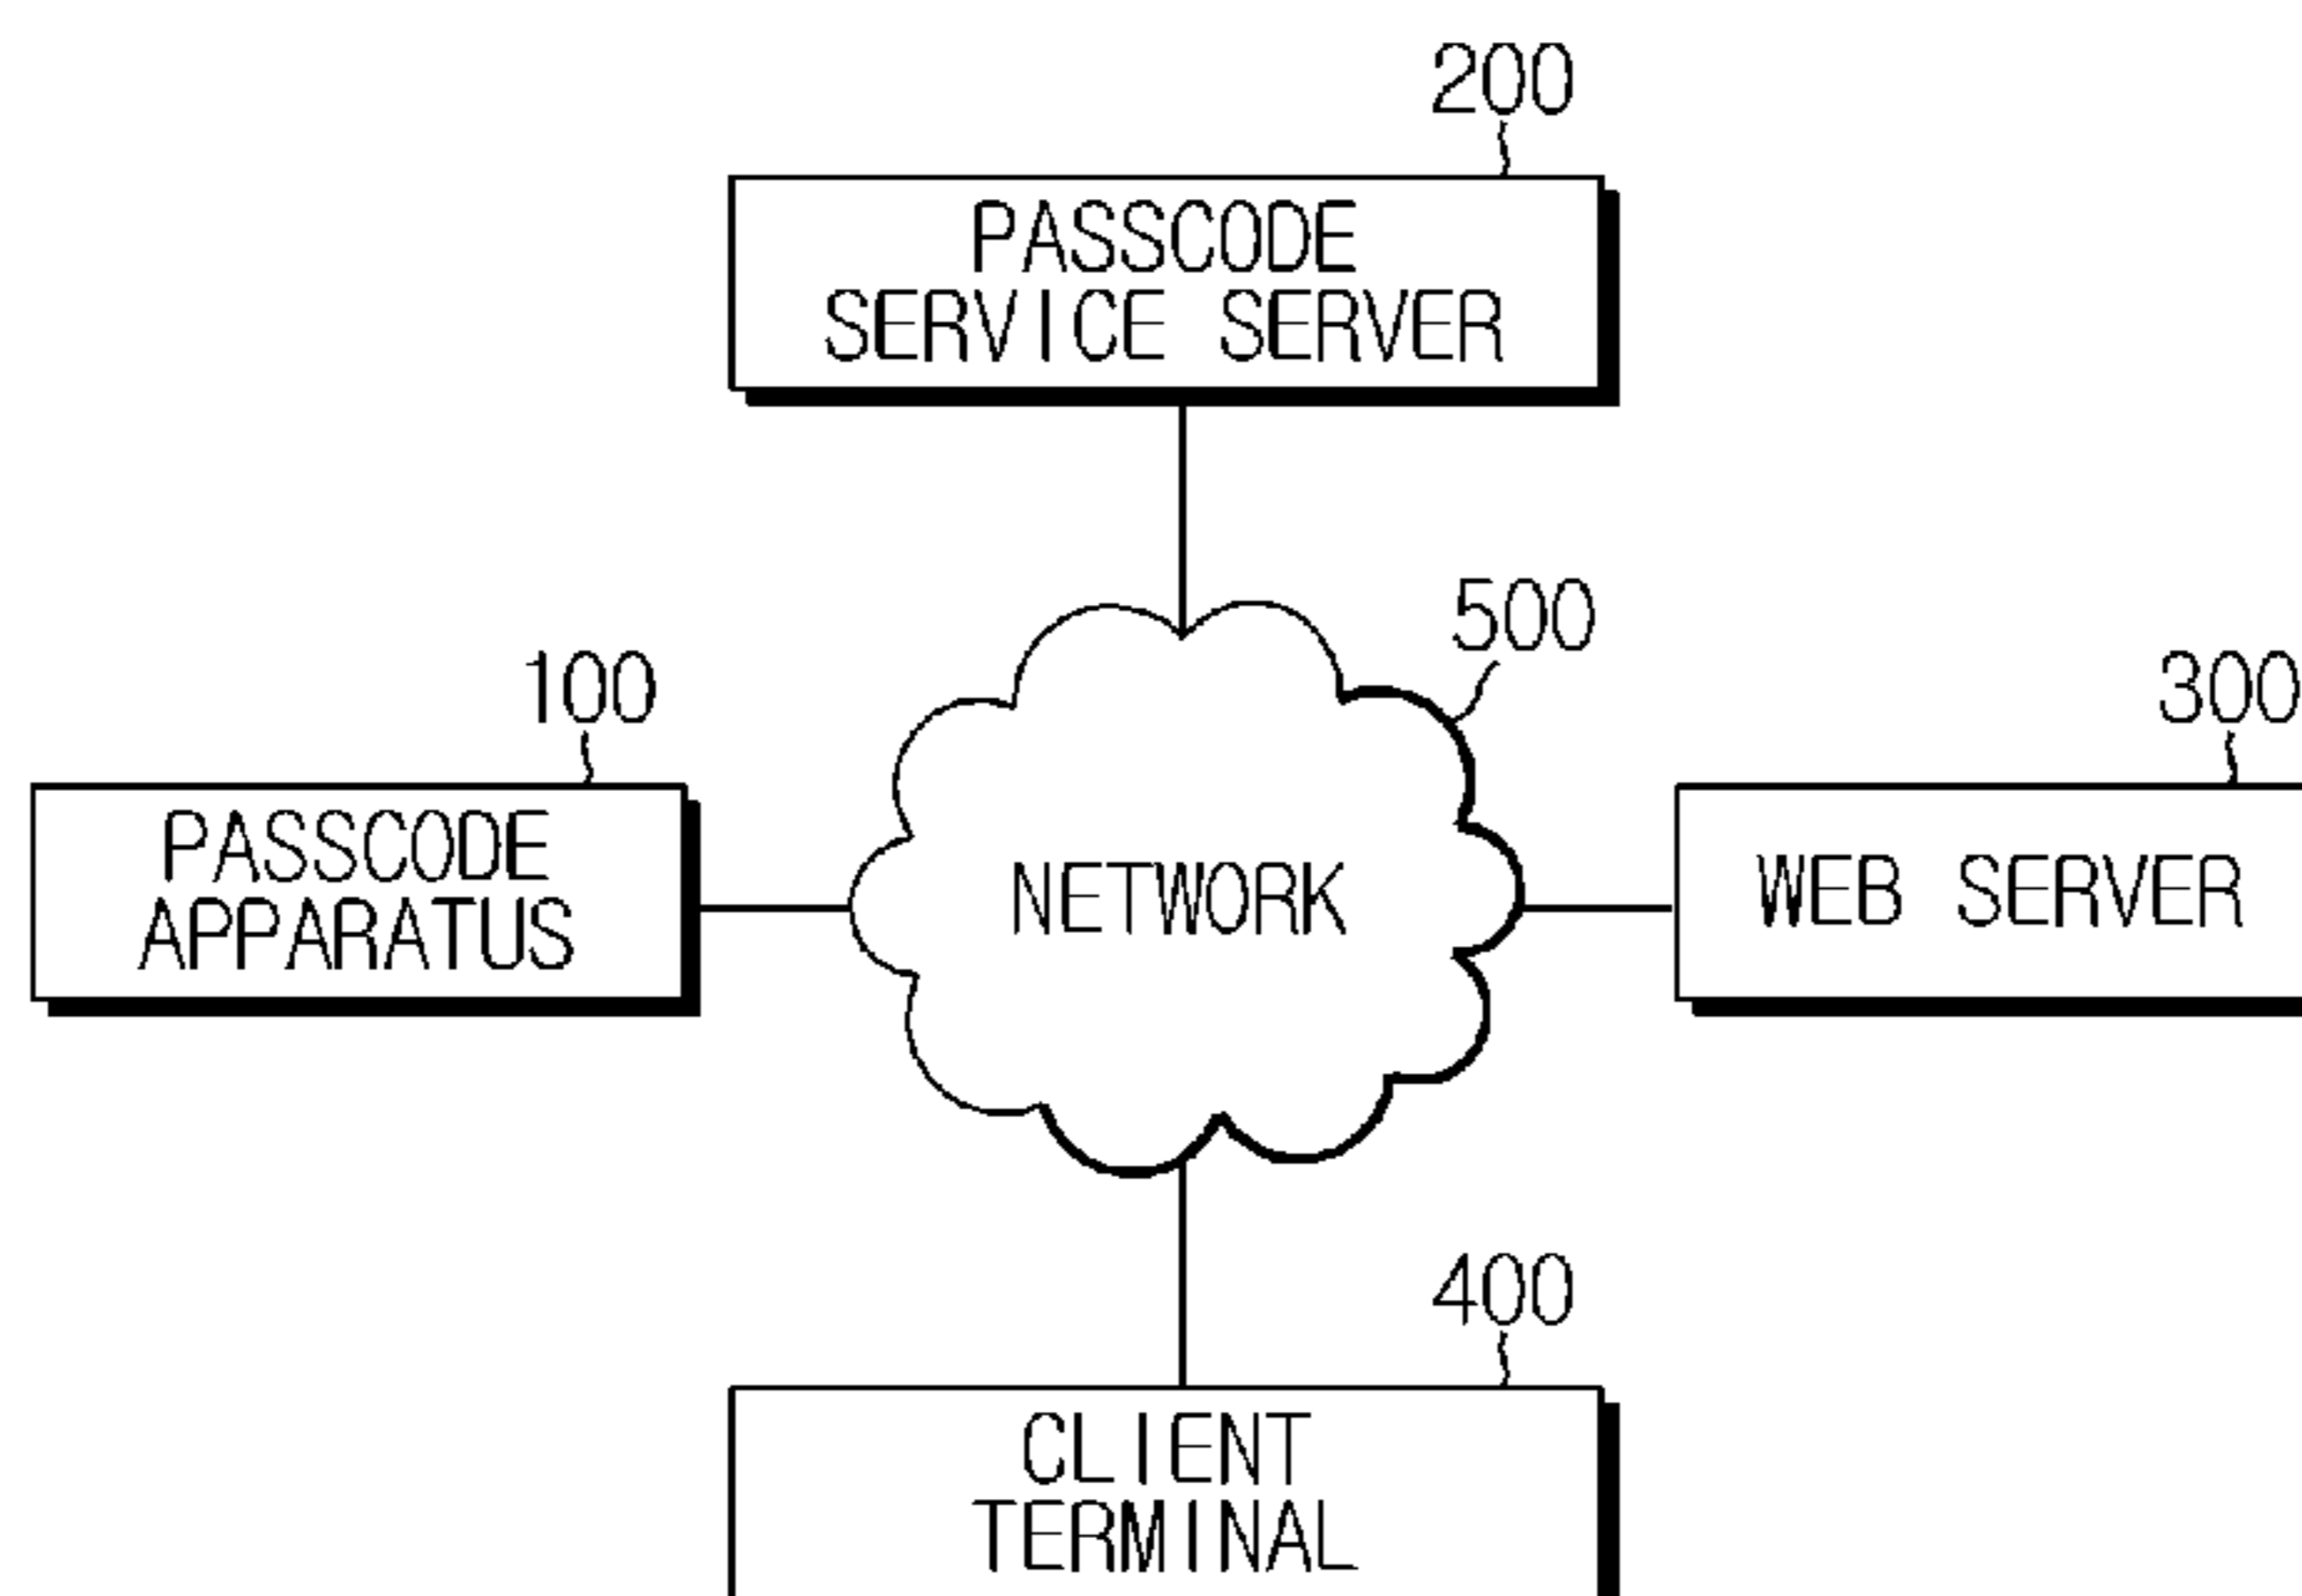 200
PASSCODE
SERVICE SERVER
500
100
300
PASSCODE
APPARATUS
NETWORK
WEB SERVER
400
CLIENT
TERMINAL